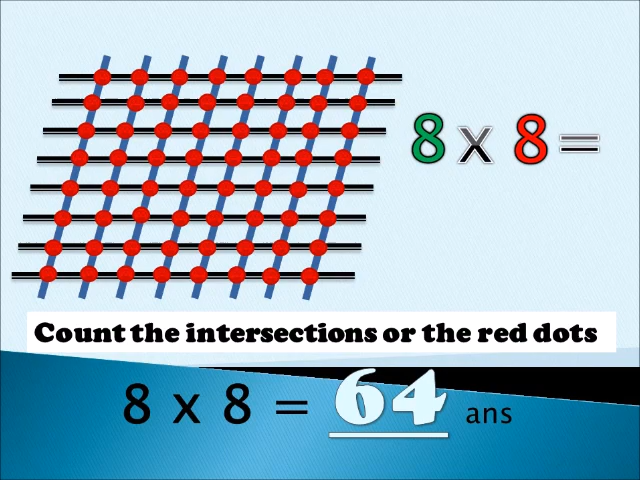 8 x 8 =
Count the intersections or the red dots
8 x 8 = 64 ans